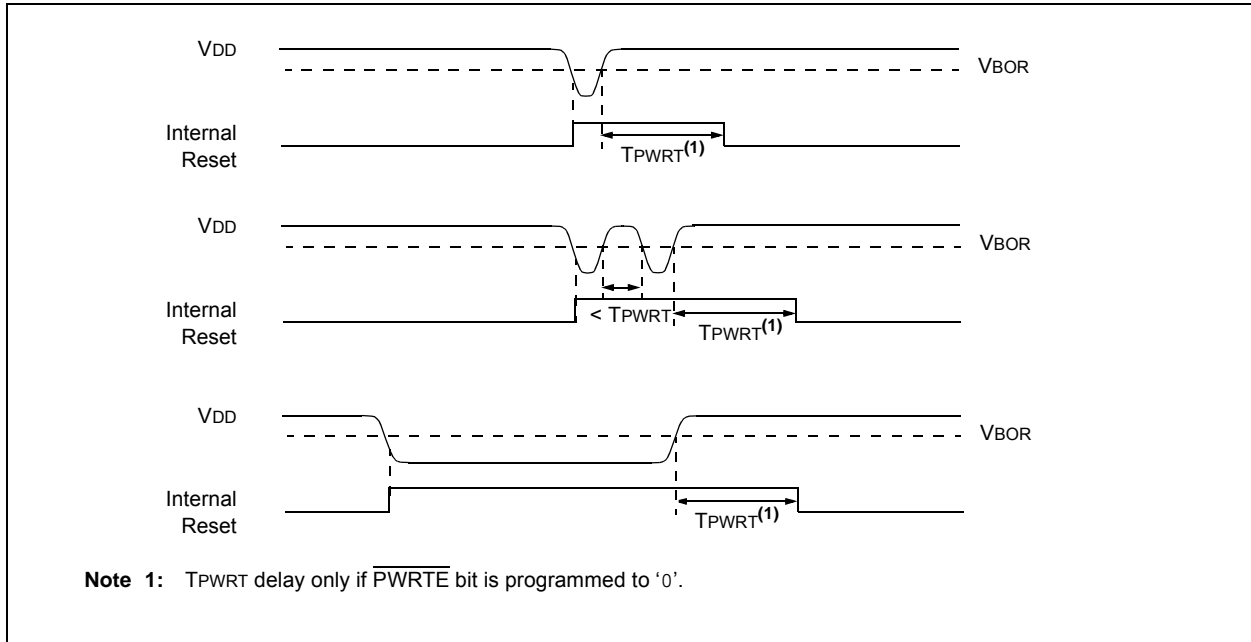 VDD
VBOR
Internal
Reset
TPWRT(1)
VDD
VBOR
Internal
Reset
< TPWRT
TPWRT(1)
VDD
VBOR
Internal
Reset
TPWRT(1)
Note 1: TPWRT delay only if PWRTE bit is programmed to ‘0’.